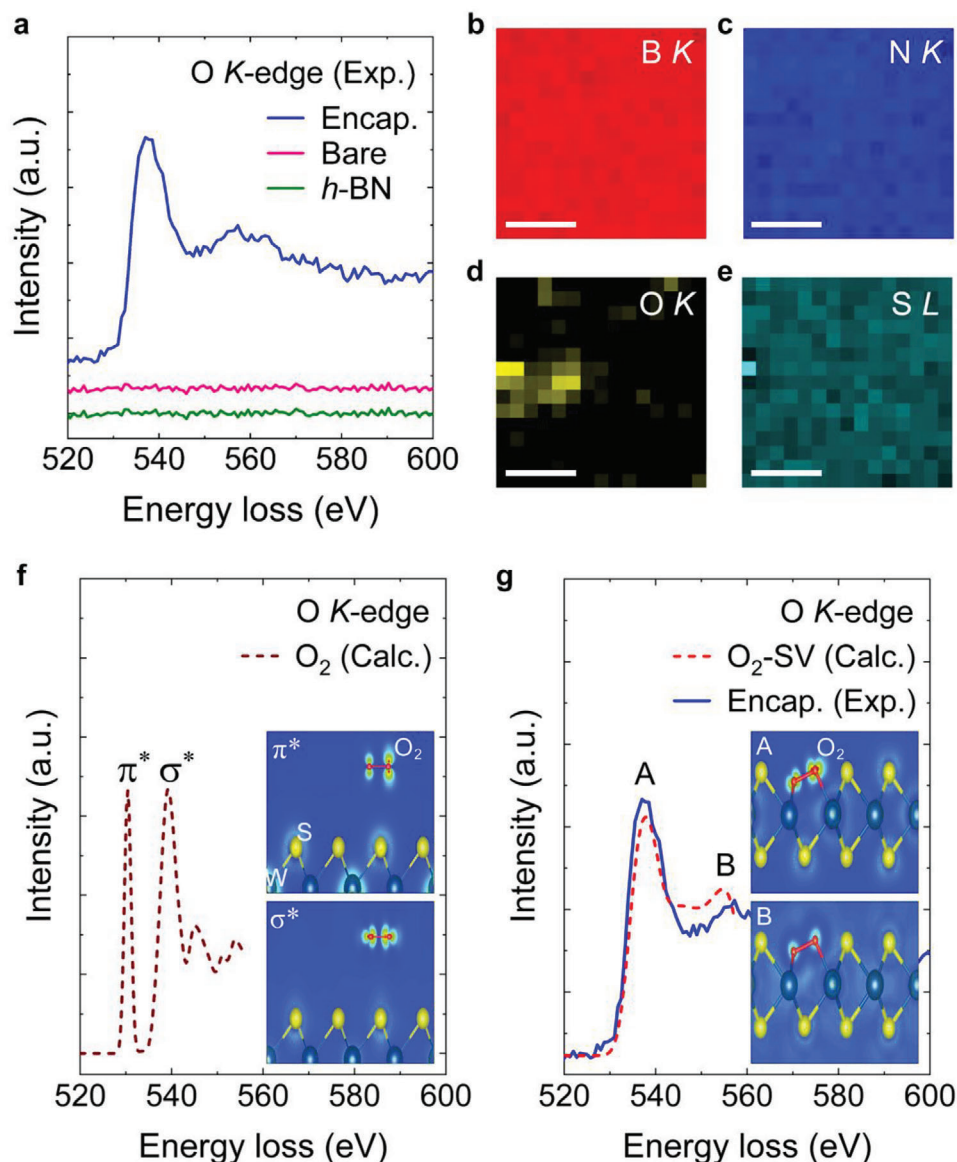 a
O K-edge (Exp.)
Encap.
Bare
h-BN
Intensity (a.u.)
520 540 560 580 600
Energy loss (eV)
b
B K
c
N K
d
O K
e
S L
f
O K-edge
O₂ (Calc.)
π* σ*
π*
O₂
S
W
σ*
Intensity (a.u.)
520 540 560 580 600
Energy loss (eV)
g
O K-edge
O₂-SV (Calc.)
Encap. (Exp.)
A
B
A
O₂
B
Intensity (a.u.)
520 540 560 580 600
Energy loss (eV)